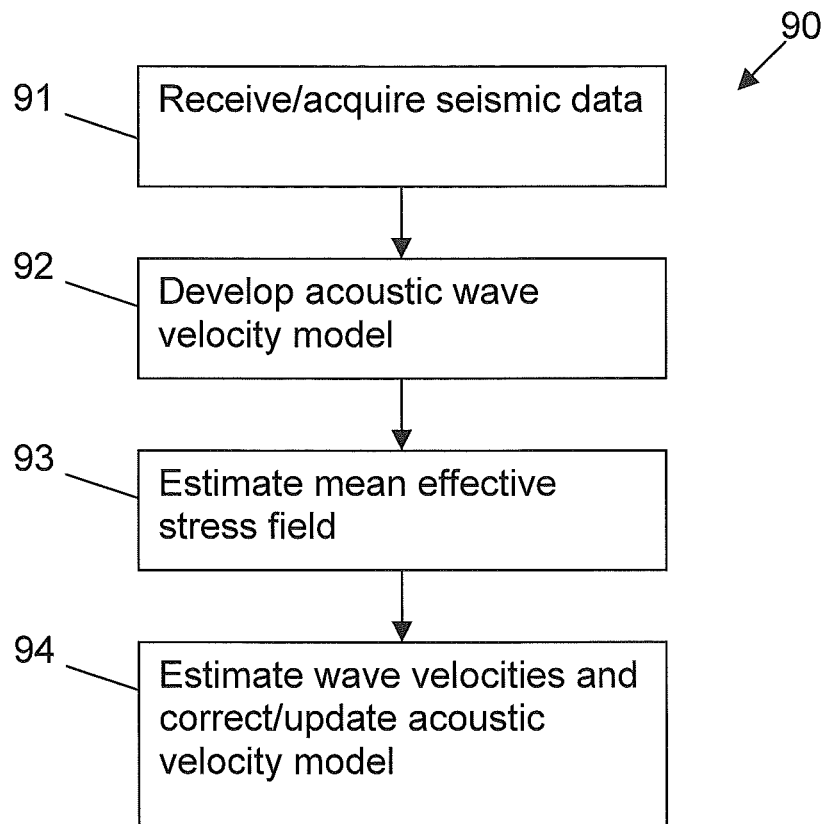 90
91
Receive/acquire seismic data
92
Develop acoustic wave
velocity model
93
Estimate mean effective
stress field
94
Estimate wave velocities and
correct/update acoustic
velocity model